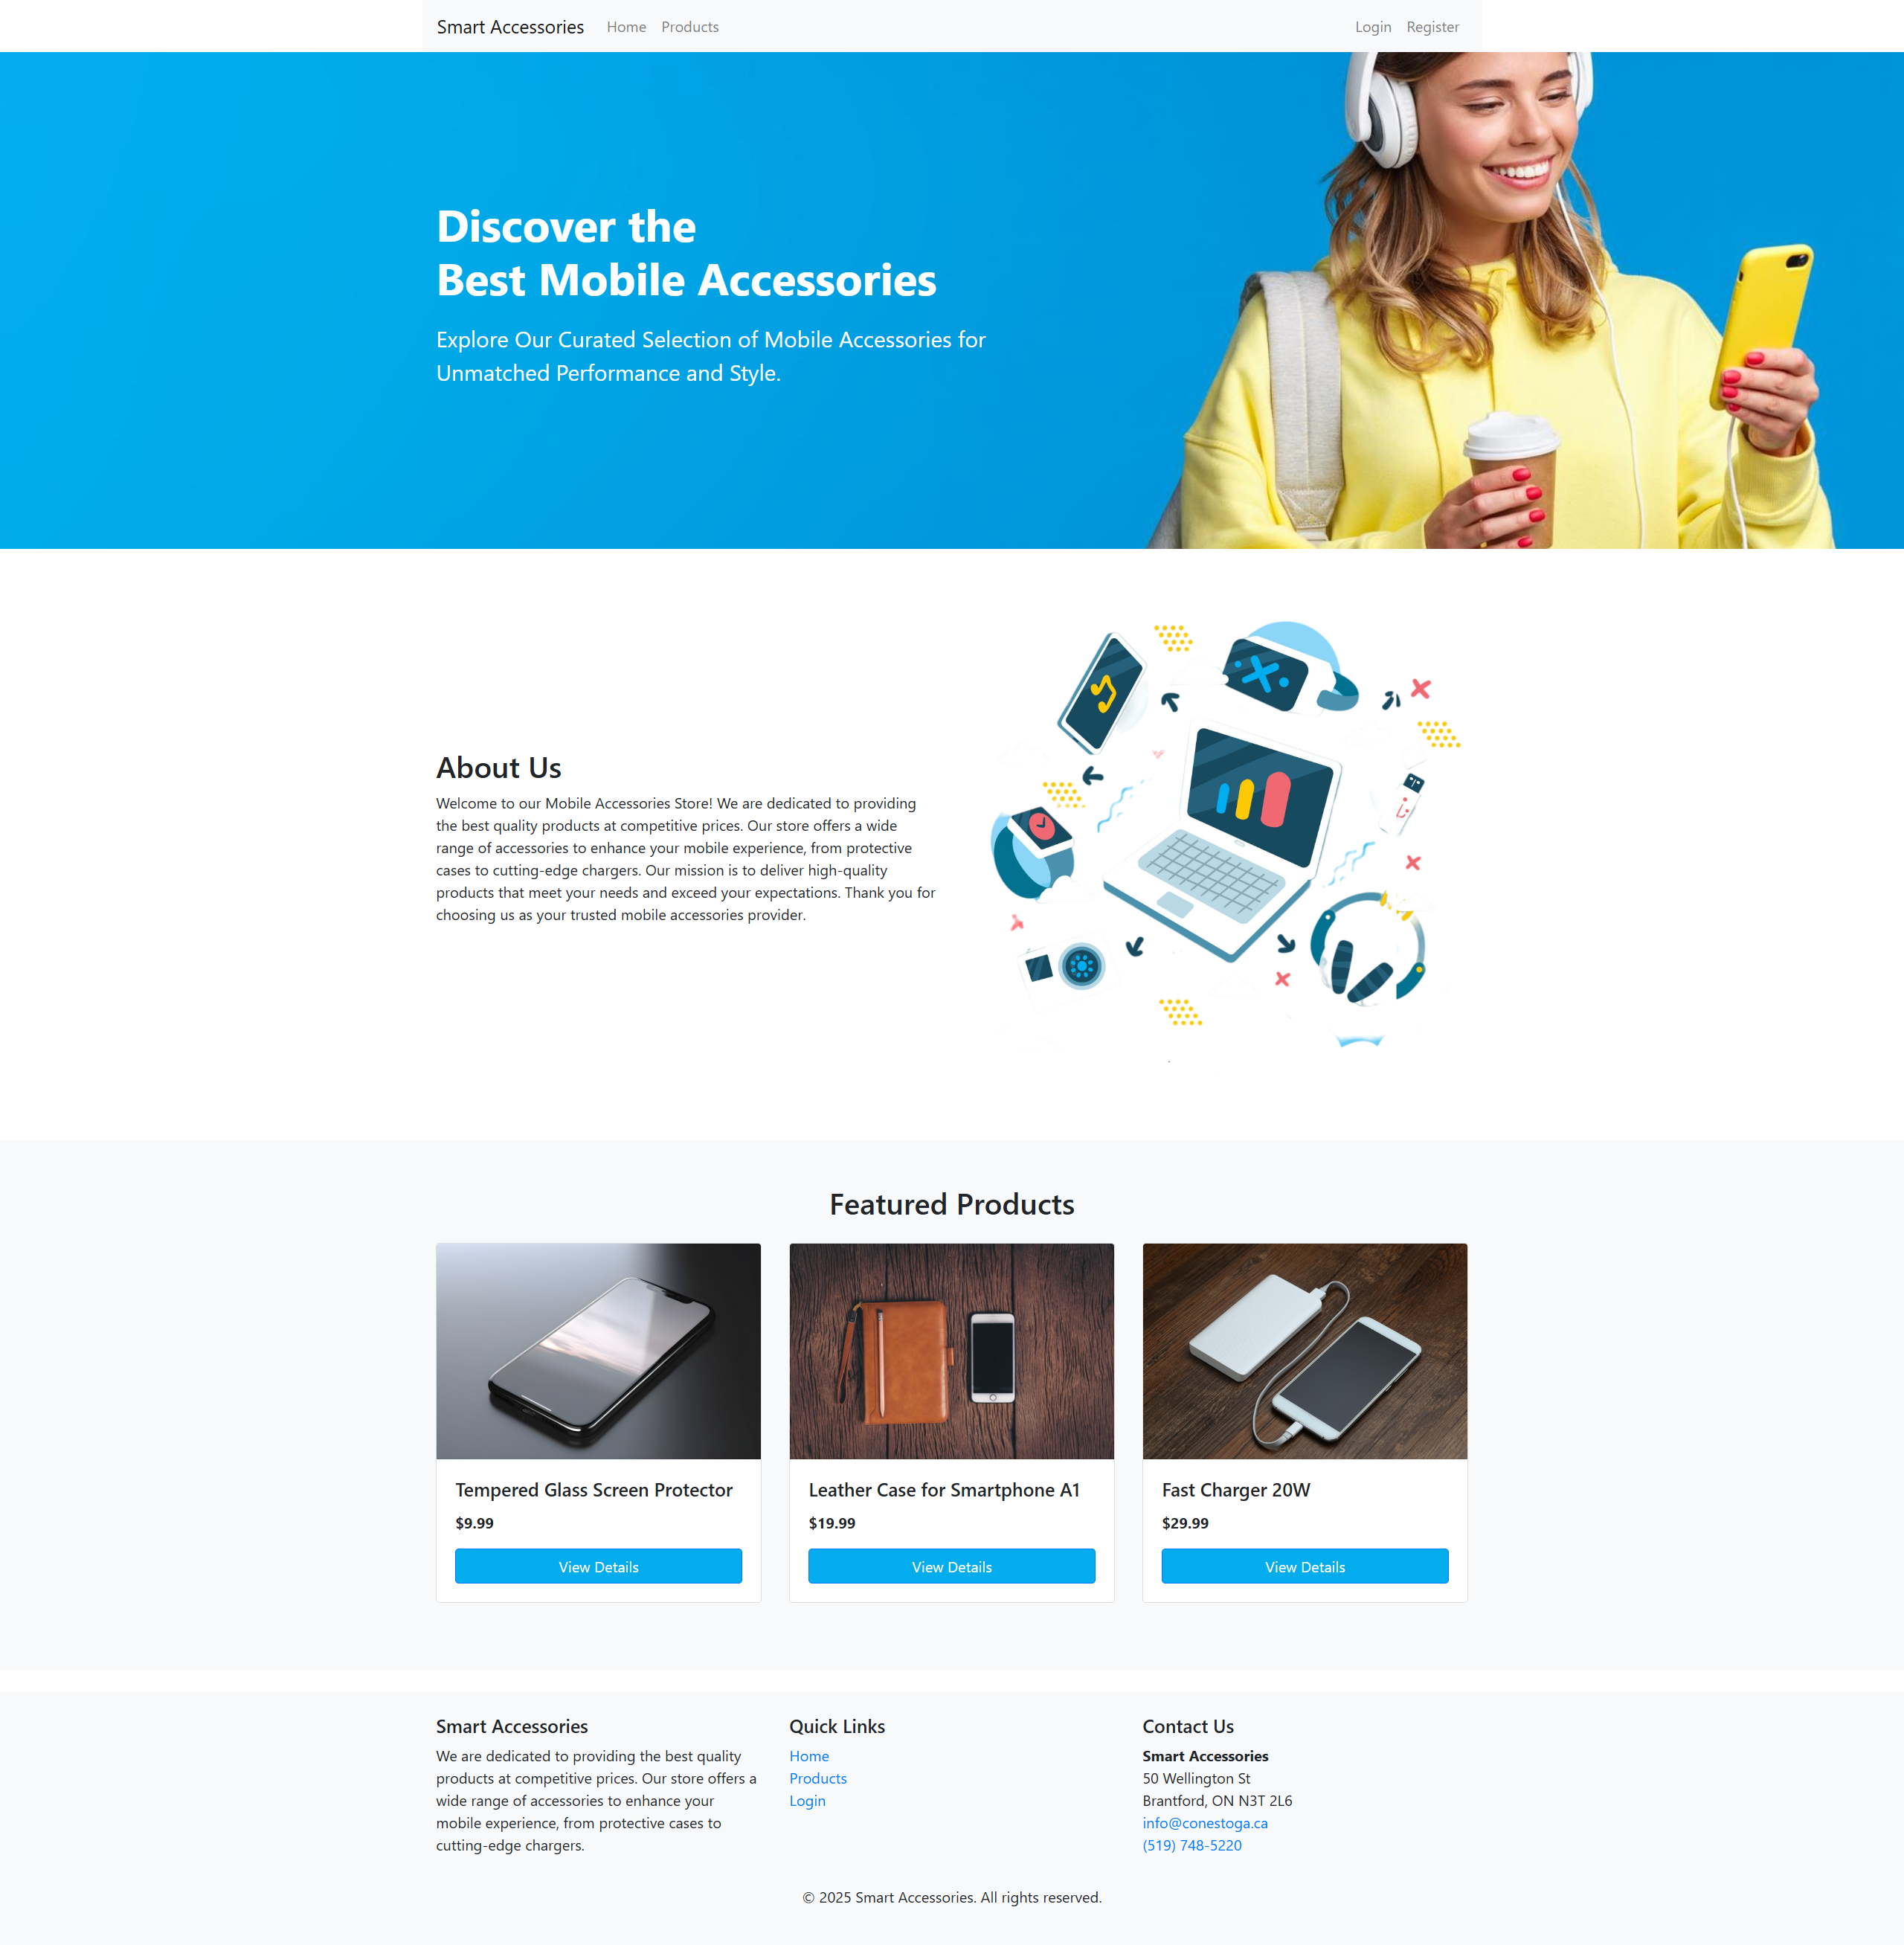 Smart Accessories Home Products Login Register
Discover the
Best Mobile Accessories
Explore Our Curated Selection of Mobile Accessories for
Unmatched Performance and Style.
About Us
Welcome to our Mobile Accessories Store! We are dedicated to providing
the best quality products at competitive prices. Our store offers a wide
range of accessories to enhance your mobile experience, from protective
cases to cutting-edge chargers. Our mission is to deliver high-quality
products that meet your needs and exceed your expectations. Thank you for
choosing us as your trusted mobile accessories provider.
Featured Products
Tempered Glass Screen Protector
$9.99
View Details
Leather Case for Smartphone A1
$19.99
View Details
Fast Charger 20W
$29.99
View Details
Smart Accessories
We are dedicated to providing the best quality
products at competitive prices. Our store offers a
wide range of accessories to enhance your
mobile experience, from protective cases to
cutting-edge chargers.
Quick Links
Home
Products
Login
Contact Us
Smart Accessories
50 Wellington St
Brantford, ON N3T 2L6
info@conestoga.ca
(519) 748-5220
© 2025 Smart Accessories. All rights reserved.